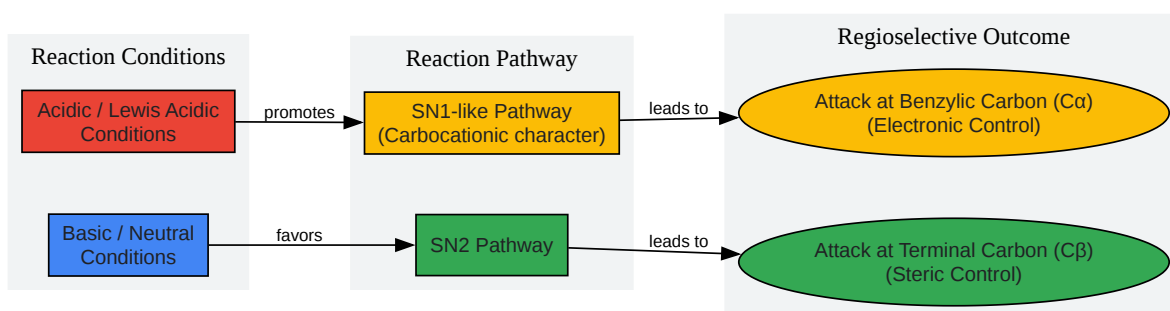 Reaction Conditions
Reaction Pathway
Regioselective Outcome
Acidic / Lewis Acidic
Conditions
promotes
SN1-like Pathway
(Carbocationic character)
leads to
Attack at Benzylic Carbon (Cα)
(Electronic Control)
Basic / Neutral
Conditions
favors
SN2 Pathway
leads to
Attack at Terminal Carbon (Cβ)
(Steric Control)